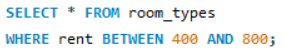 SELECT * FROM room_types
WHERE rent BETWEEN 400 AND 800;